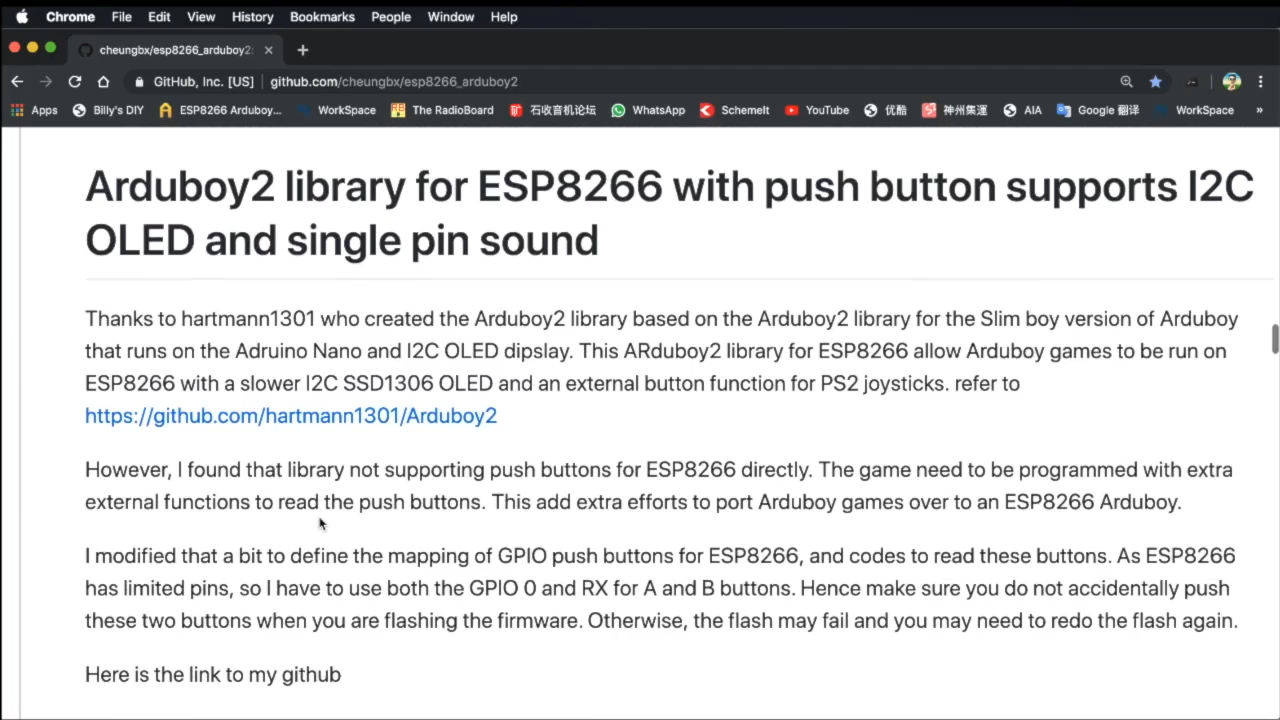 Chrome File Edit View History Bookmarks People Window Help
cheungbx/esp8266_arduboy2:
GitHub, Inc. [US] github.com/cheungbx/esp8266_arduboy2
Apps Billy's DIY ESP8266 Arduboy... WorkSpace The RadioBoard 石收音机论坛 WhatsApp SchemeIt YouTube 优酷 神州集運 AIA Google 翻译 WorkSpace »
Arduboy2 library for ESP8266 with push button supports I2C
OLED and single pin sound
Thanks to hartmann1301 who created the Arduboy2 library based on the Arduboy2 library for the Slim boy version of Arduboy
that runs on the Adruino Nano and I2C OLED dipslay. This ARduboy2 library for ESP8266 allow Arduboy games to be run on
ESP8266 with a slower I2C SSD1306 OLED and an external button function for PS2 joysticks. refer to
https://github.com/hartmann1301/Arduboy2
However, I found that library not supporting push buttons for ESP8266 directly. The game need to be programmed with extra
external functions to read the push buttons. This add extra efforts to port Arduboy games over to an ESP8266 Arduboy.
I modified that a bit to define the mapping of GPIO push buttons for ESP8266, and codes to read these buttons. As ESP8266
has limited pins, so I have to use both the GPIO 0 and RX for A and B buttons. Hence make sure you do not accidentally push
these two buttons when you are flashing the firmware. Otherwise, the flash may fail and you may need to redo the flash again.
Here is the link to my github